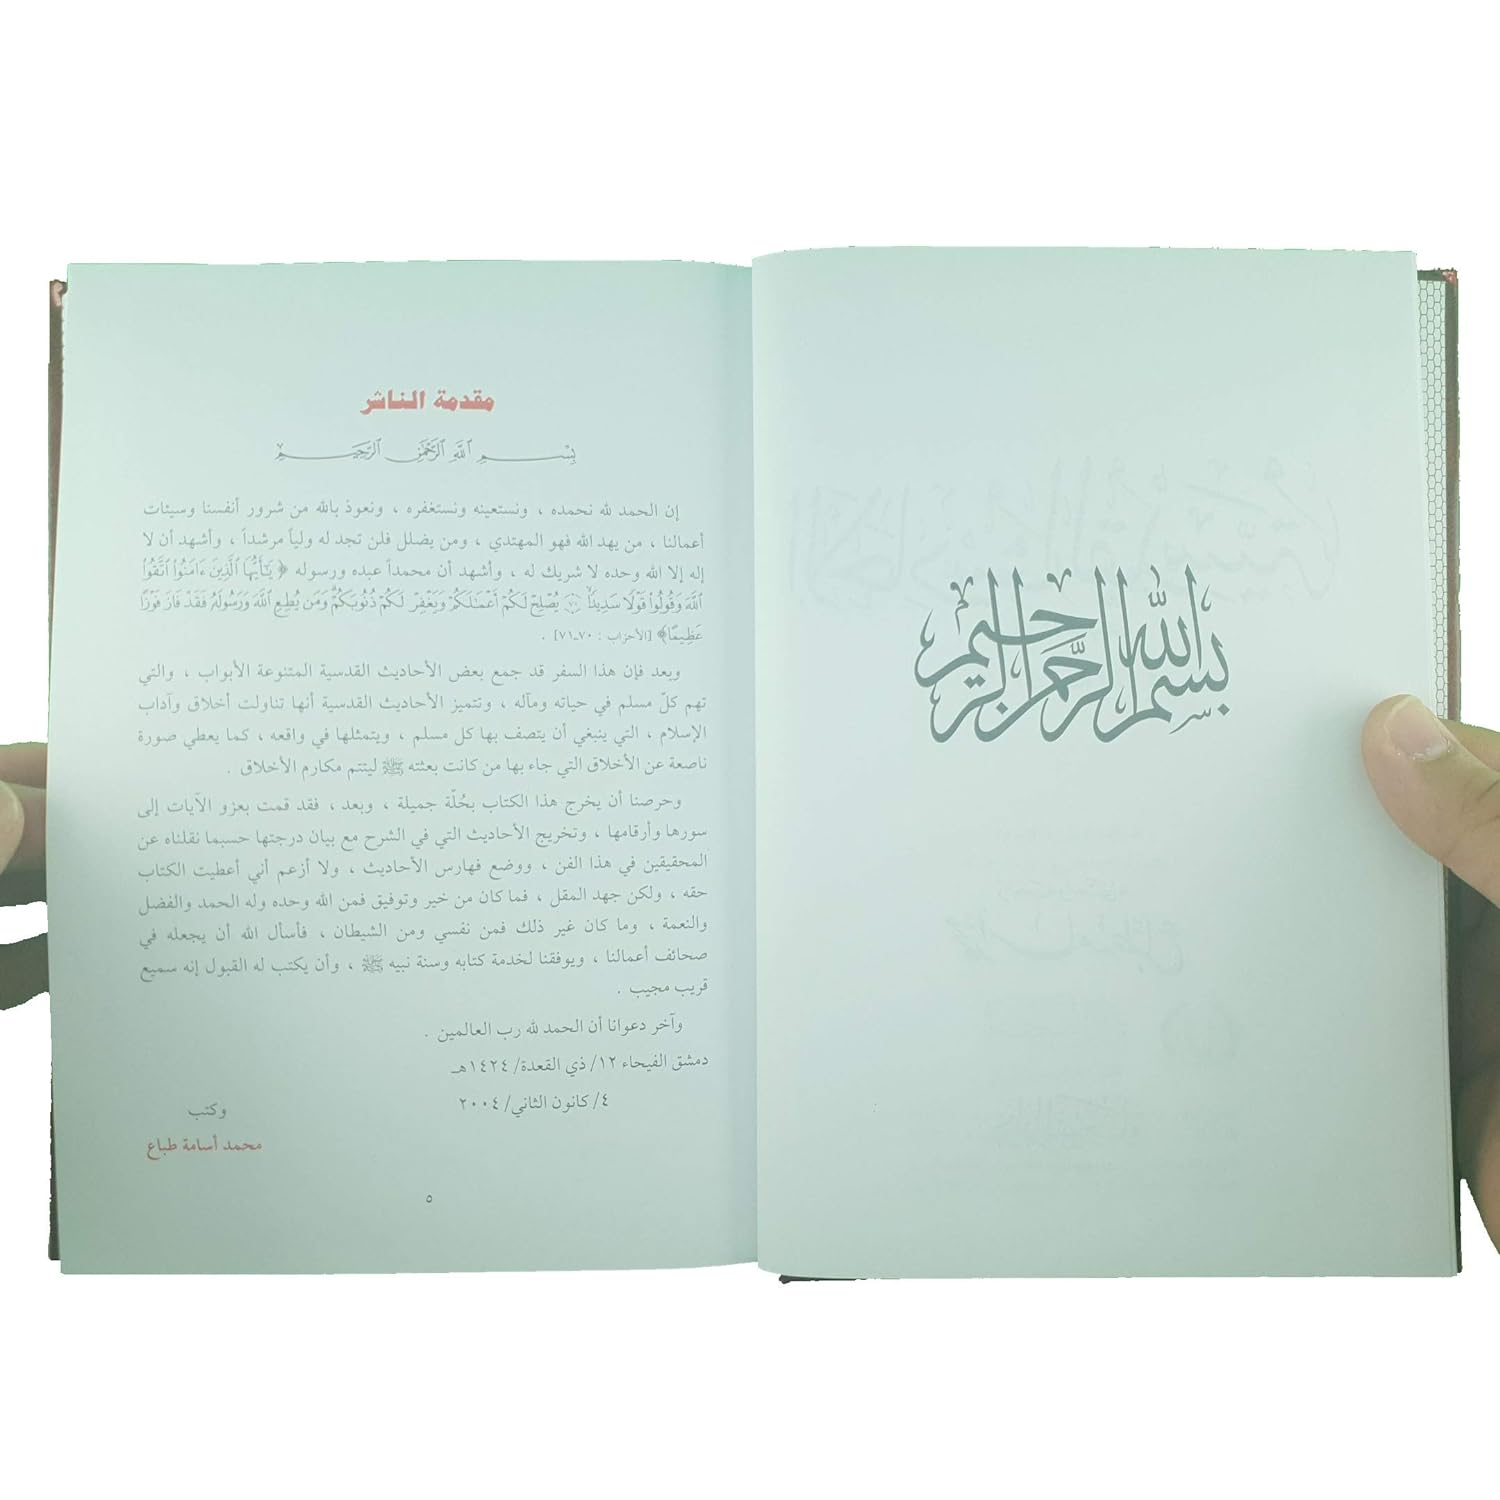 بسم الله الرحمن الرحيم
مقدمة الناشر
بِسْمِ ٱللَّهِ ٱلرَّحْمَٰنِ ٱلرَّحِيمِ
إن الحمد لله نحمده ، ونستعينه ونستغفره ، ونعوذ بالله من شرور أنفسنا وسيئات
أعمالنا ، من يهد الله فهو المهتدي ، ومن يضلل فلن تجد له ولياً مرشداً ، وأشهد أن لا
إله إلا الله وحده لا شريك له ، وأشهد أن محمداً عبده ورسوله ﴿ يَٰٓأَيُّهَا ٱلَّذِينَ ءَامَنُوا۟ ٱتَّقُوا۟
ٱللَّهَ وَقُولُوا۟ قَوْلًا سَدِيدًا ۝٧٠ يُصْلِحْ لَكُمْ أَعْمَٰلَكُمْ وَيَغْفِرْ لَكُمْ ذُنُوبَكُمْ وَمَن يُطِعِ ٱللَّهَ وَرَسُولَهُۥ فَقَدْ فَازَ فَوْزًا
عَظِيمًا﴾ [الأحزاب : ٧٠-٧١] .
وبعد فإن هذا السفر قد جمع بعض الأحاديث القدسية المتنوعة الأبواب ، والتي
تهم كلّ مسلم في حياته ومآله ، وتتميز الأحاديث القدسية أنها تناولت أخلاق وآداب
الإسلام ، التي ينبغي أن يتصف بها كل مسلم ، ويتمثلها في واقعه ، كما يعطي صورة
ناصعة عن الأخلاق التي جاء بها من كانت بعثته ﷺ ليتتم مكارم الأخلاق .
وحرصنا أن يخرج هذا الكتاب بحُلّة جميلة ، وبعد ، فقد قمت بعزو الآيات إلى
سورها وأرقامها ، وتخريج الأحاديث التي في الشرح مع بيان درجتها حسبما نقلناه عن
المحققين في هذا الفن ، ووضع فهارس الأحاديث ، ولا أزعم أني أعطيت الكتاب
حقه ، ولكن جهد المقل ، فما كان من خير وتوفيق فمن الله وحده وله الحمد والفضل
والنعمة ، وما كان غير ذلك فمن نفسي ومن الشيطان ، فأسأل الله أن يجعله في
صحائف أعمالنا ، ويوفقنا لخدمة كتابه وسنة نبيه ﷺ ، وأن يكتب له القبول إنه سميع
قريب مجيب .
وآخر دعوانا أن الحمد لله رب العالمين .
دمشق الفيحاء ١٢/ ذي القعدة/ ١٤٢٤هـ
٤/ كانون الثاني/ ٢٠٠٤
وكتب
محمد أسامة طباع
٥